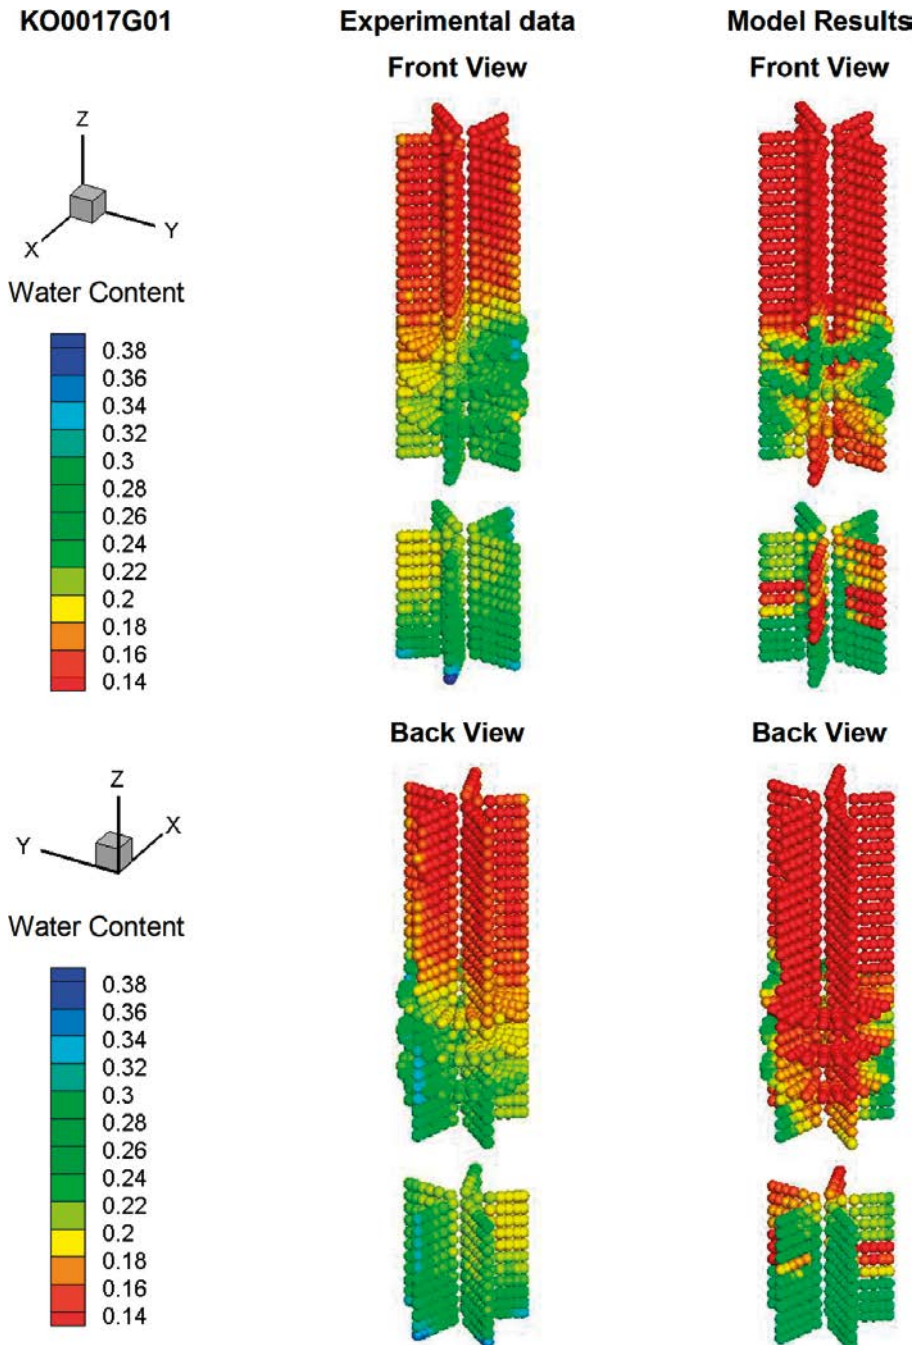 KO0017G01 Experimental data Model Results
Front View Front View
Z
X Y
Water Content
0.38
0.36
0.34
0.32
0.3
0.28
0.26
0.24
0.22
0.2
0.18
0.16
0.14
Back View Back View
Z
Y X
Water Content
0.38
0.36
0.34
0.32
0.3
0.28
0.26
0.24
0.22
0.2
0.18
0.16
0.14